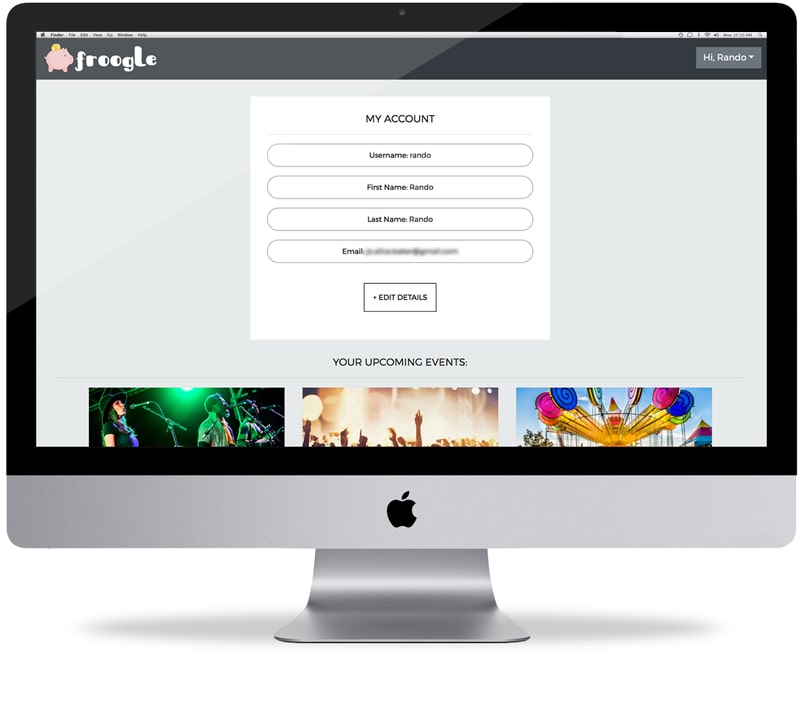 Finder File Edit View Go Window Help
Mon 10:10 AM
froogle
Hi, Rando
MY ACCOUNT
Username: rando
First Name: Rando
Last Name: Rando
Email:
+ EDIT DETAILS
YOUR UPCOMING EVENTS: